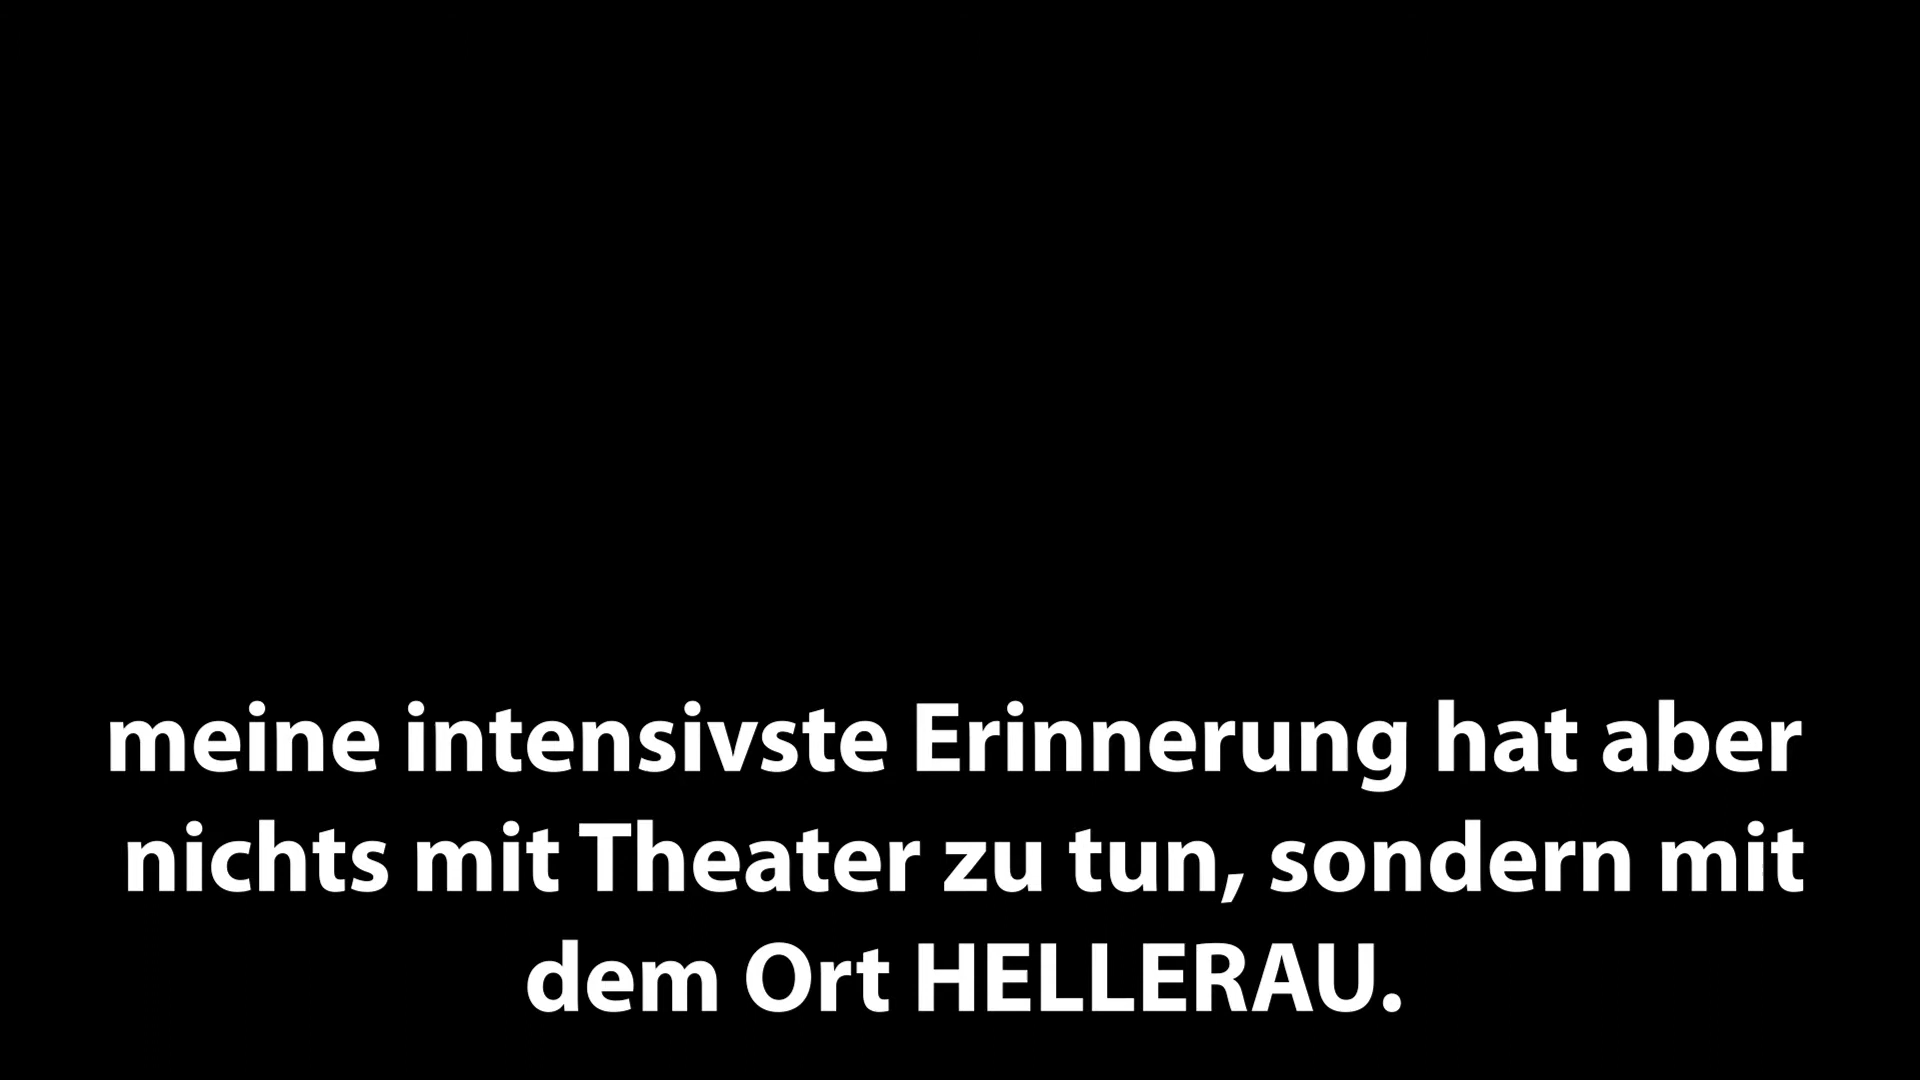 meine intensivste Erinnerung hat aber
nichts mit Theater zu tun, sondern mit
dem Ort HELLERAU.